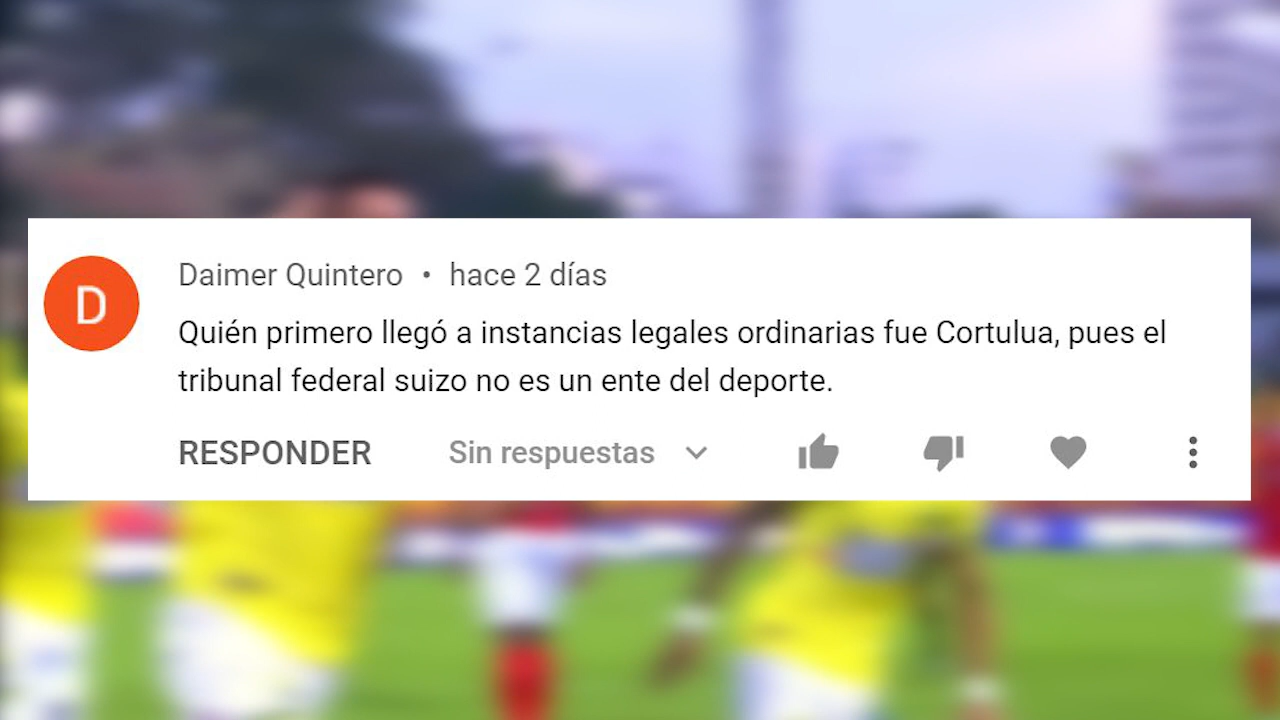 D
Daimer Quintero • hace 2 días
Quién primero llegó a instancias legales ordinarias fue Cortulua, pues el
tribunal federal suizo no es un ente del deporte.
RESPONDER Sin respuestas